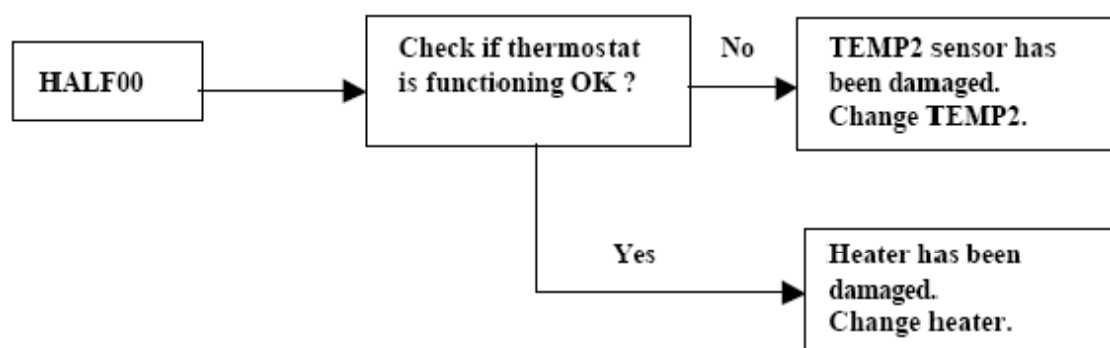 HALF00
Check if thermostat
is functioning OK ?
No
TEMP2 sensor has
been damaged.
Change TEMP2.
Yes
Heater has been
damaged.
Change heater.